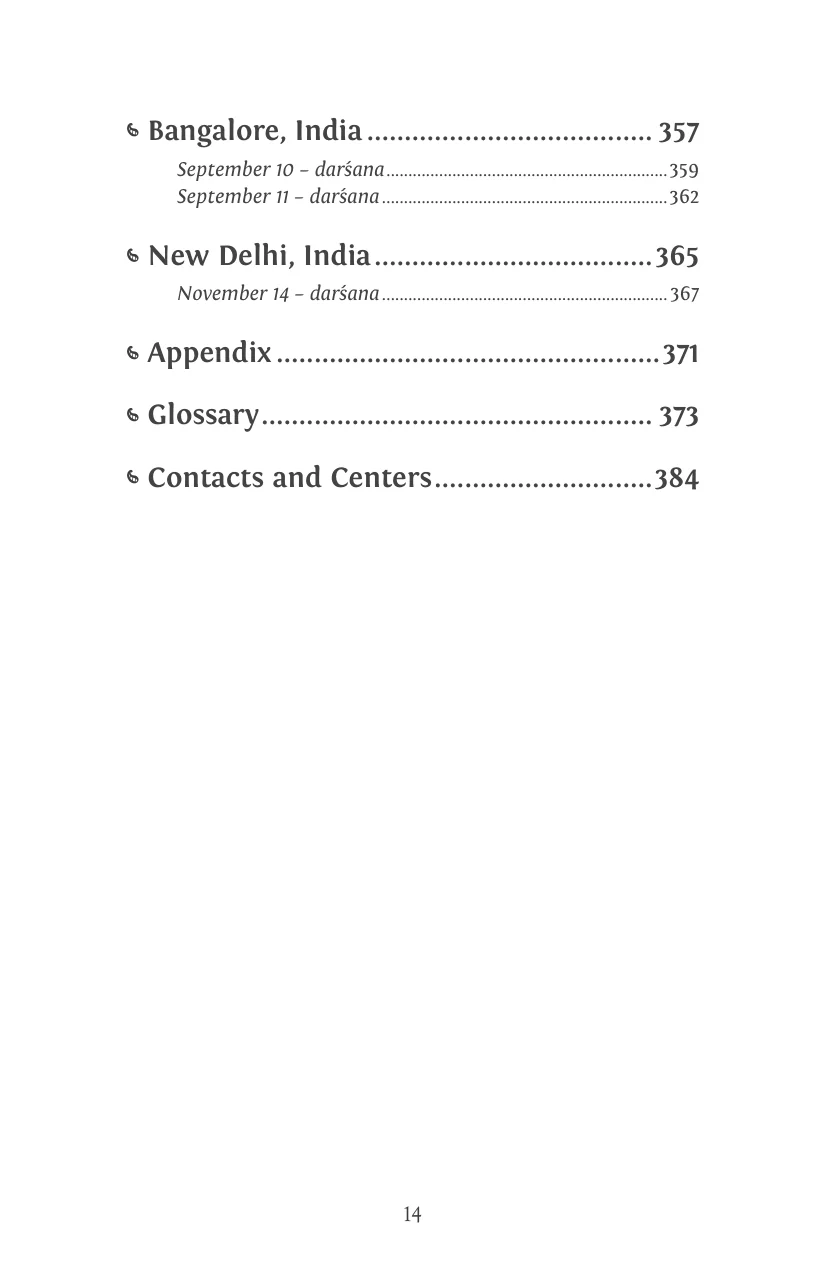 Bangalore, India ...................................... 357
September 10 – darśana ................................................................ 359
September 11 – darśana ................................................................. 362
New Delhi, India ..................................... 365
November 14 – darśana ................................................................. 367
Appendix ................................................... 371
Glossary .................................................... 373
Contacts and Centers ............................. 384
14